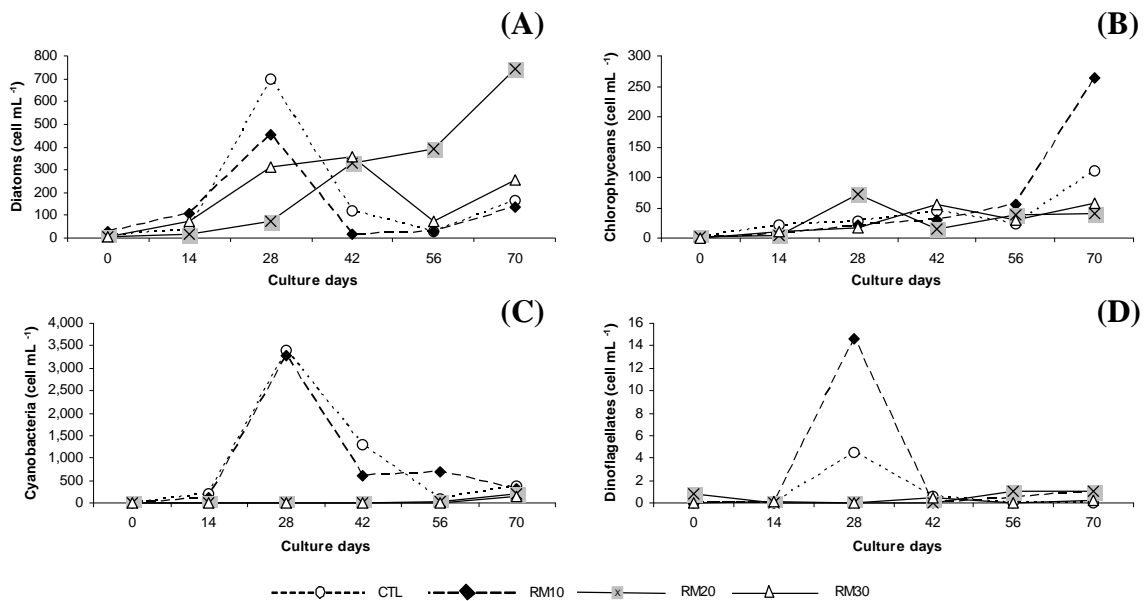 (A)
800
700
600
500
400
300
200
100
0
Diatoms (cell mL -1)
0 14 28 42 56 70
Culture days
(B)
300
250
200
150
100
50
0
Chlorophyceans (cell mL -1)
0 14 28 42 56 70
Culture days
(C)
4,000
3,500
3,000
2,500
2,000
1,500
1,000
500
0
Cyanobacteria (cell mL -1)
0 14 28 42 56 70
Culture days
(D)
16
14
12
10
8
6
4
2
0
Dinoflagellates (cell mL -1)
0 14 28 42 56 70
Culture days
CTL RM10 RM20 RM30